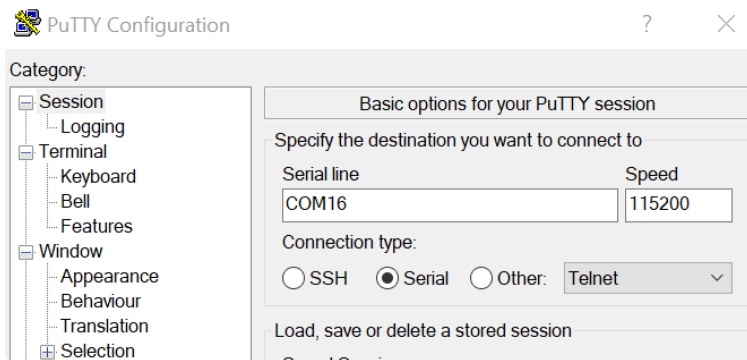 PuTTY Configuration
?
Category:
Session
Logging
Terminal
Keyboard
Bell
Features
Window
Appearance
Behaviour
Translation
Selection
Basic options for your PuTTY session
Specify the destination you want to connect to
Serial line Speed
COM16 115200
Connection type:
SSH Serial Other: Telnet
Load, save or delete a stored session